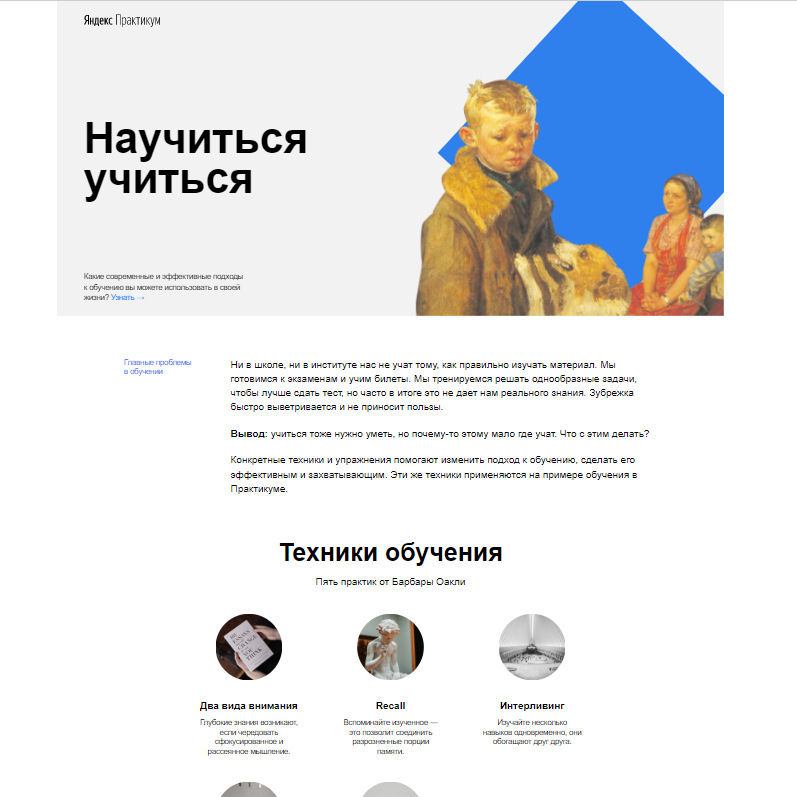 Яндекс Практикум
Научиться
учиться
Какие современные и эффективные подходы
к обучению вы можете использовать в своей
жизни? Узнать →
Главные проблемы
в обучении
Ни в школе, ни в институте нас не учат тому, как правильно изучать материал. Мы
готовимся к экзаменам и учим билеты. Мы тренируемся решать однообразные задачи,
чтобы лучше сдать тест, но часто в итоге это не дает нам реального знания. Зубрежка
быстро выветривается и не приносит пользы.
Вывод: учиться тоже нужно уметь, но почему-то этому мало где учат. Что с этим делать?
Конкретные техники и упражнения помогают изменить подход к обучению, сделать его
эффективным и захватывающим. Эти же техники применяются на примере обучения в
Практикуме.
Техники обучения
Пять практик от Барбары Оакли
Два вида внимания
Глубокие знания возникают,
если чередовать
сфокусированное и
рассеянное мышление.
Recall
Вспоминайте изученное —
это позволит соединить
разрозненные порции
памяти.
Интерливинг
Изучайте несколько
навыков одновременно, они
обогащают друг друга.